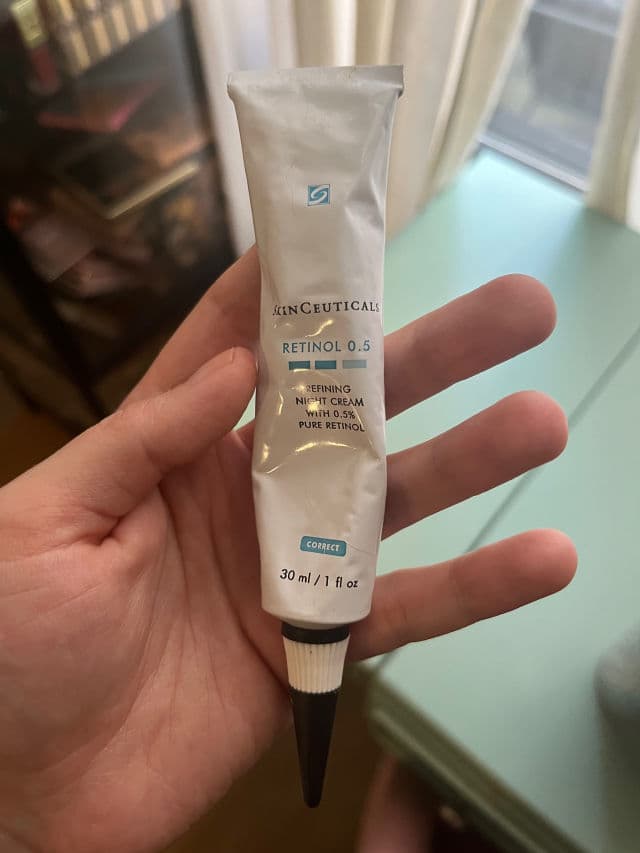 SKINCEUTICALS
RETINOL 0.5
REFINING
NIGHT CREAM
WITH 0.5%
PURE RETINOL
CORRECT
30 ml / 1 fl oz